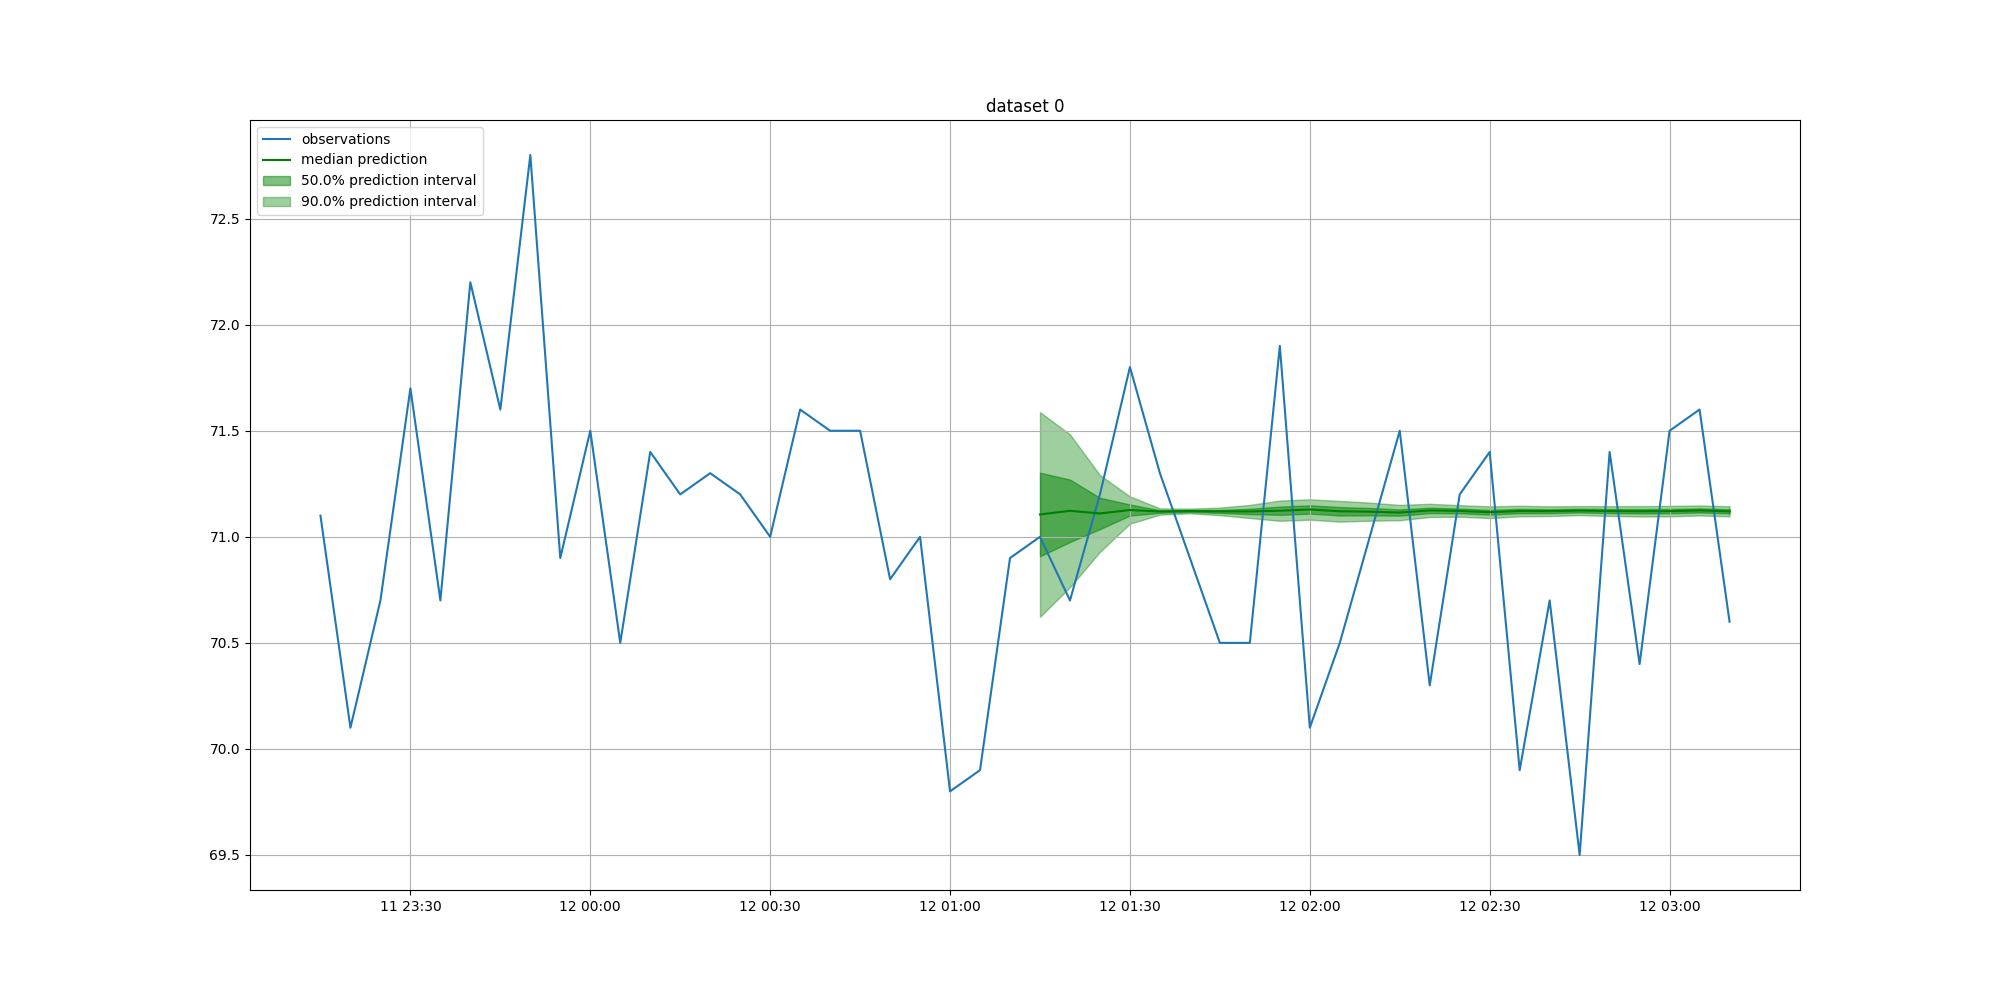 dataset 0
observations
median prediction
50.0% prediction interval
90.0% prediction interval
72.5
72.0
71.5
71.0
70.5
70.0
69.5
11 23:30 12 00:00 12 00:30 12 01:00 12 01:30 12 02:00 12 02:30 12 03:00